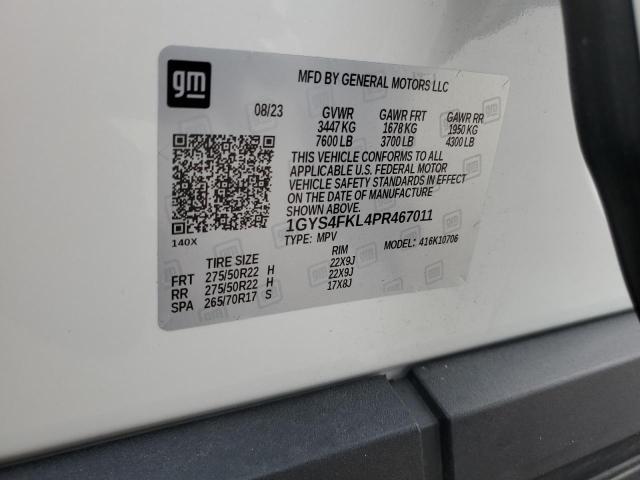 gm
MFD BY GENERAL MOTORS LLC
08/23 GVWR GAWR FRT GAWR RR
3447 KG 1678 KG 1950 KG
7600 LB 3700 LB 4300 LB
THIS VEHICLE CONFORMS TO ALL
APPLICABLE U.S. FEDERAL MOTOR
VEHICLE SAFETY STANDARDS IN EFFECT
ON THE DATE OF MANUFACTURE
SHOWN ABOVE.
1GYS4FKL4PR467011
140X TYPE: MPV MODEL: 416K10706
TIRE SIZE RIM
FRT 275/50R22 H 22X9J
RR 275/50R22 H 22X9J
SPA 265/70R17 S 17X8J